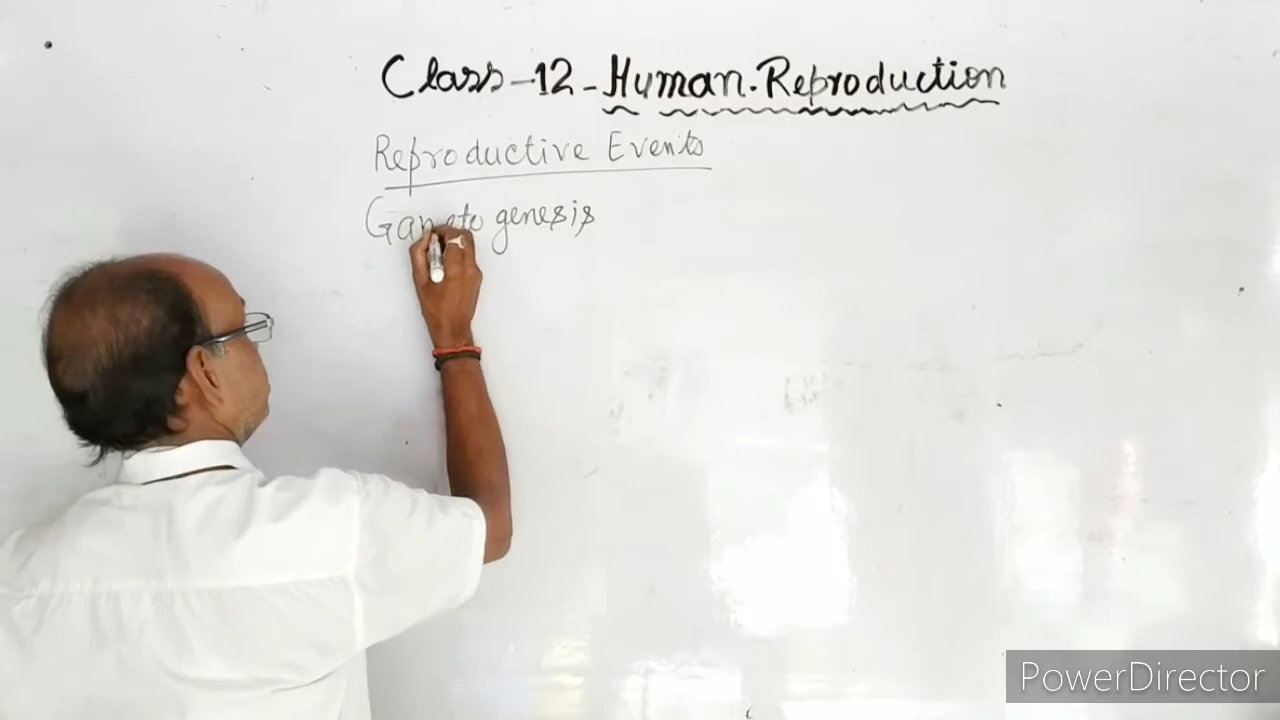 Class-12-Human.Reproduction
Reproductive Events
Gametogenesis
PowerDirector